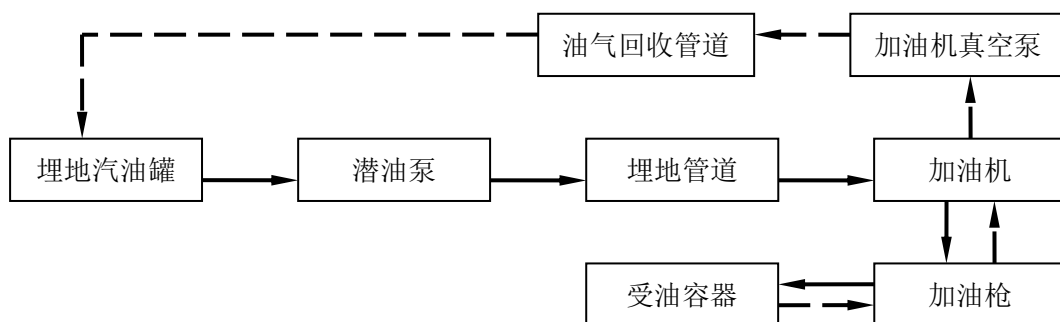 油气回收管道
加油机真空泵
埋地汽油罐
潜油泵
埋地管道
加油机
受油容器
加油枪